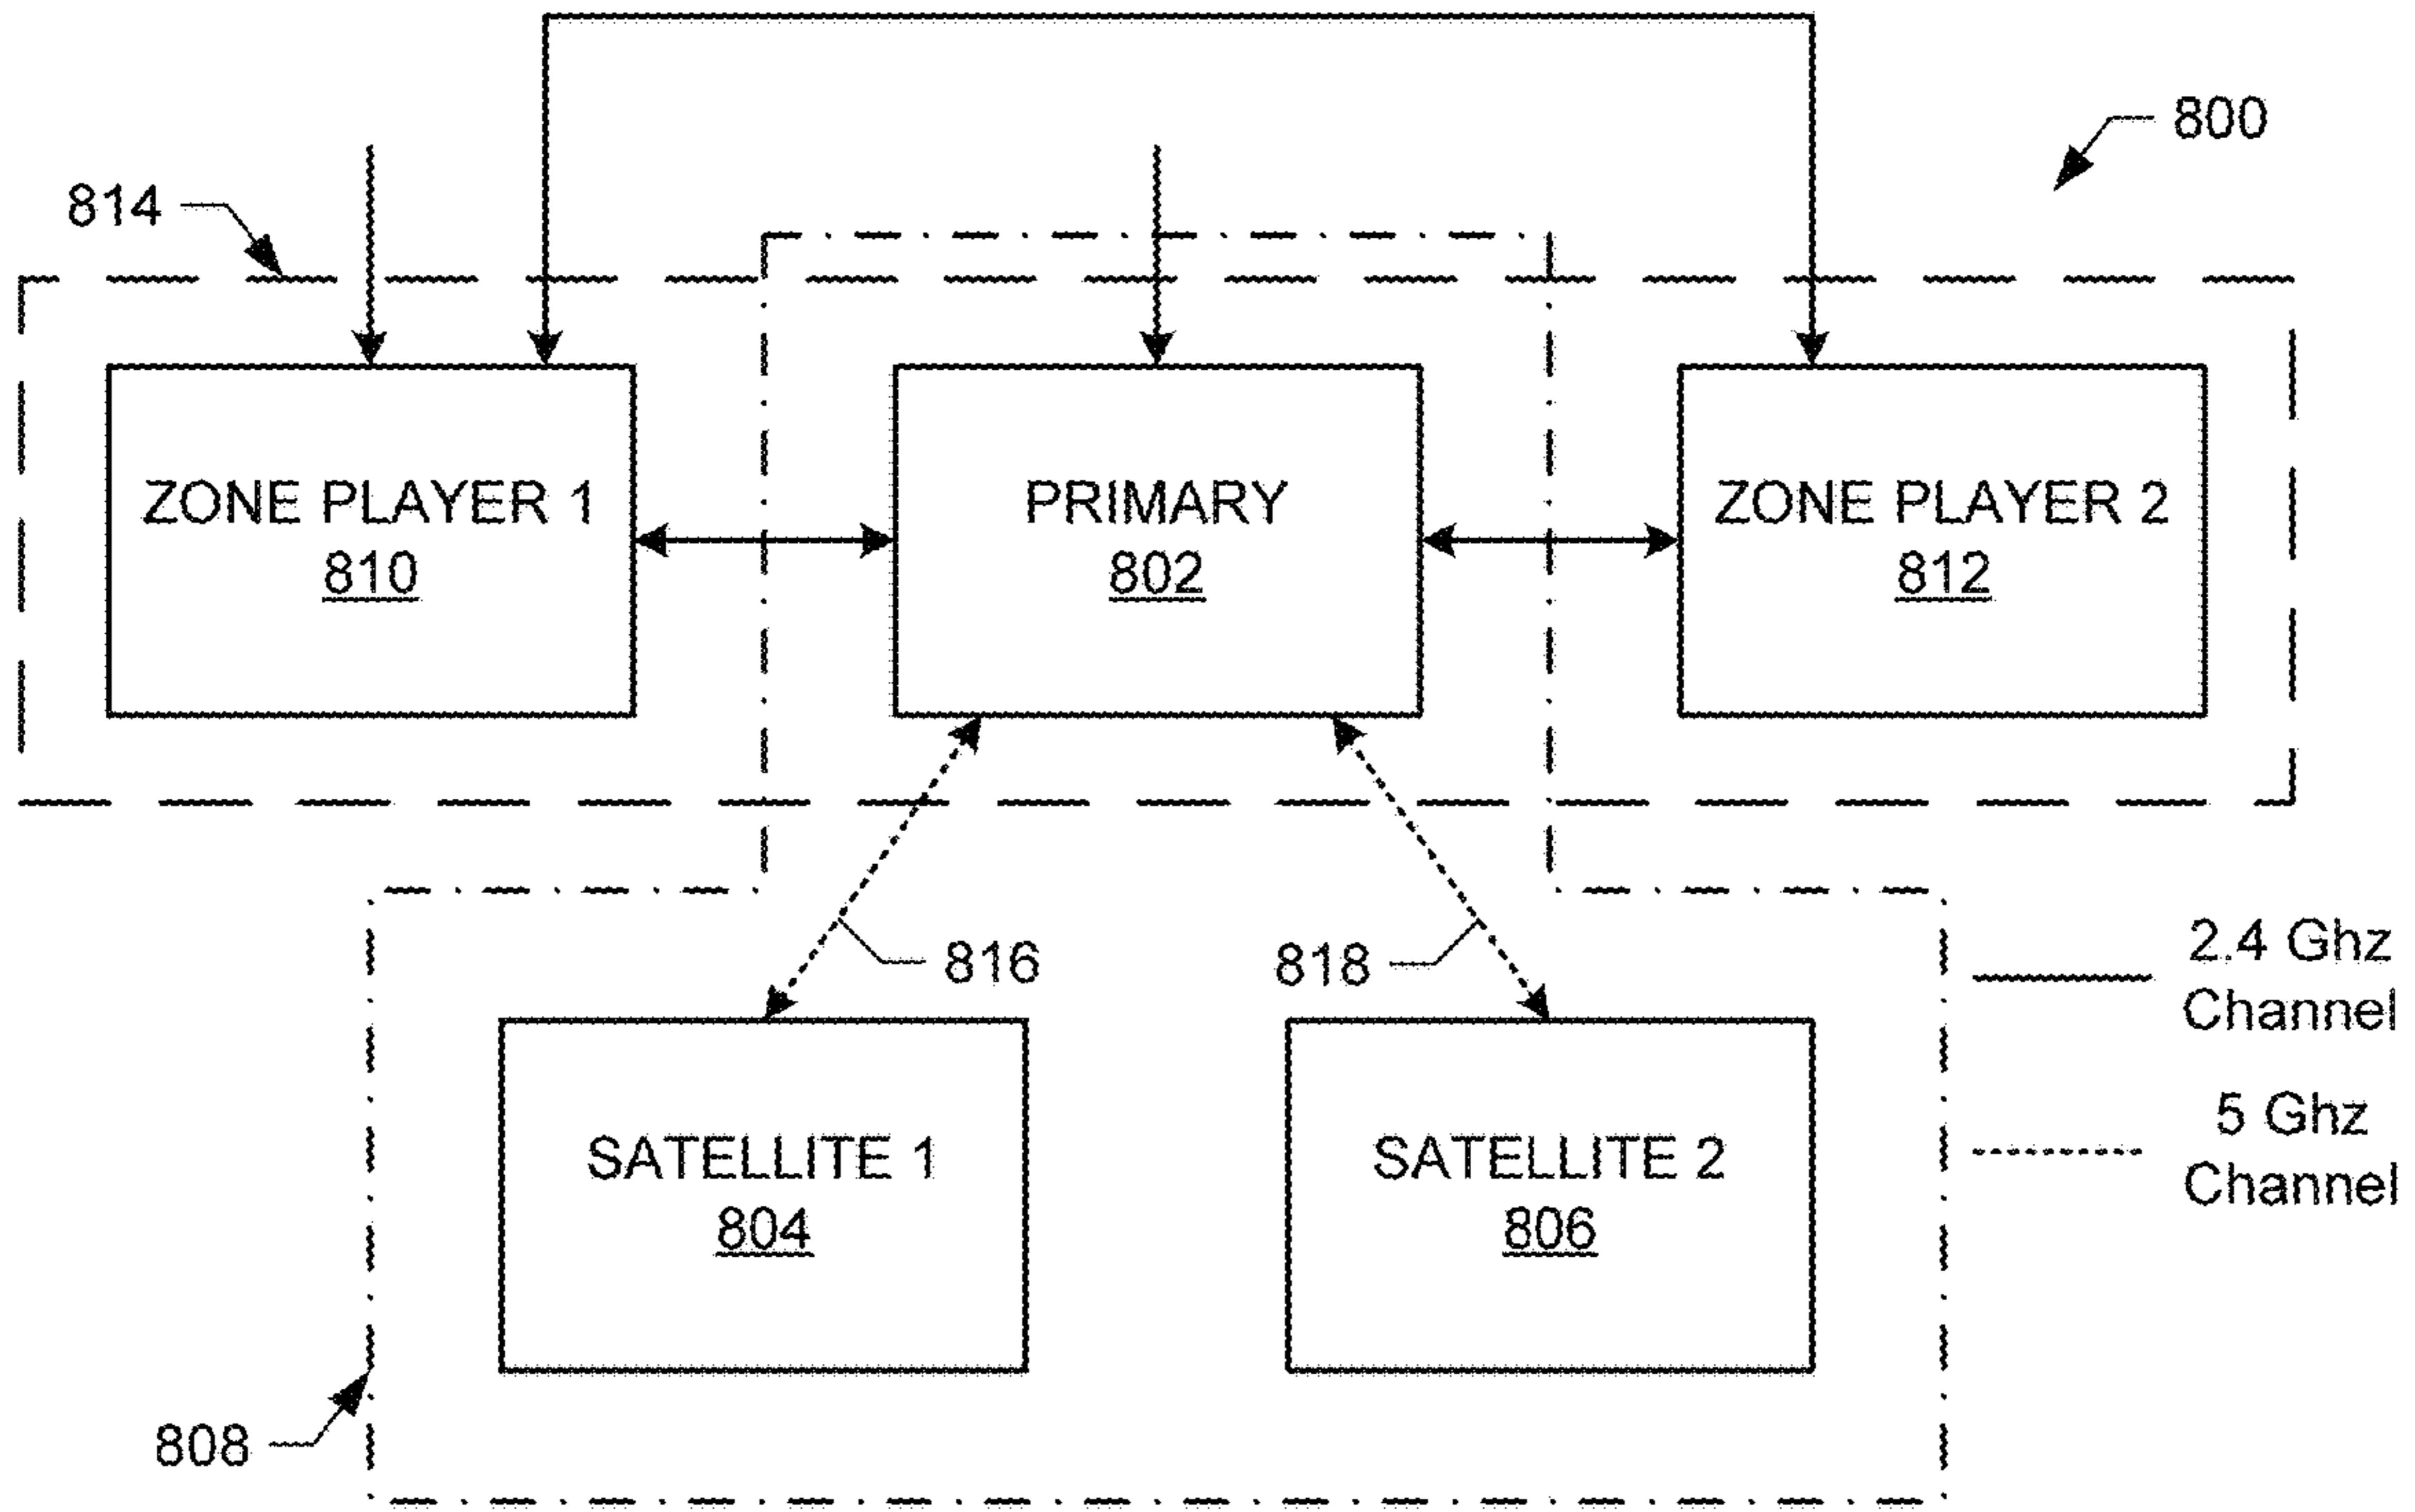 800
814
ZONE PLAYER 1
810
PRIMARY
802
ZONE PLAYER 2
812
816
818
2.4 Ghz
Channel
5 Ghz
Channel
SATELLITE 1
804
SATELLITE 2
806
808